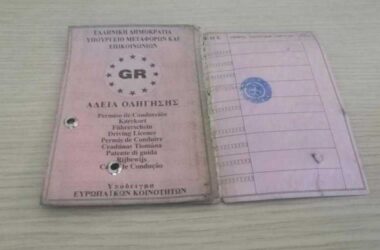 ΕΛΛΗΝΙΚΗ ΔΗΜΟΚΡΑΤΙΑ
ΥΠΟΥΡΓΕΙΟ ΜΕΤΑΦΟΡΩΝ ΚΑΙ
ΕΠΙΚΟΙΝΩΝΙΩΝ
GR
ΑΔΕΙΑ ΟΔΗΓΗΣΗΣ
Permiso de Conducción
Kørekort
Führerschein
Driving Licence
Permis de Conduire
Ceadúnas Tiomána
Patente di guida
Rijbewijs
de Condução
Υπόδειγμα
ΕΥΡΩΠΑΪΚΩΝ ΚΟΙΝΟΤΗΤΩΝ